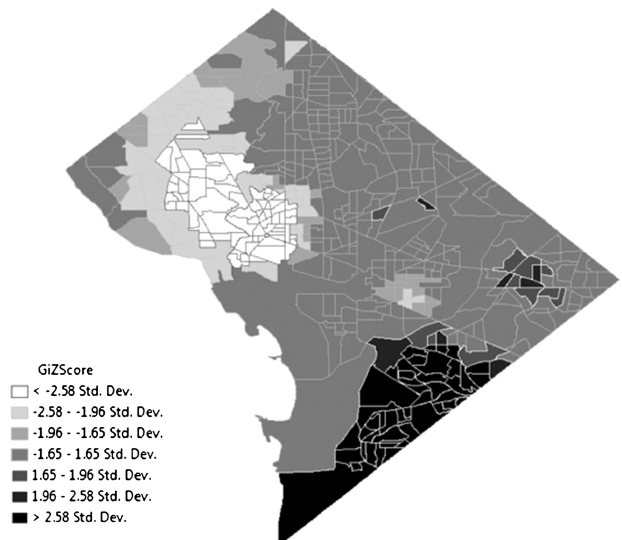 GiZScore
< -2.58 Std. Dev.
-2.58 - -1.96 Std. Dev.
-1.96 - -1.65 Std. Dev.
-1.65 - 1.65 Std. Dev.
1.65 - 1.96 Std. Dev.
1.96 - 2.58 Std. Dev.
> 2.58 Std. Dev.